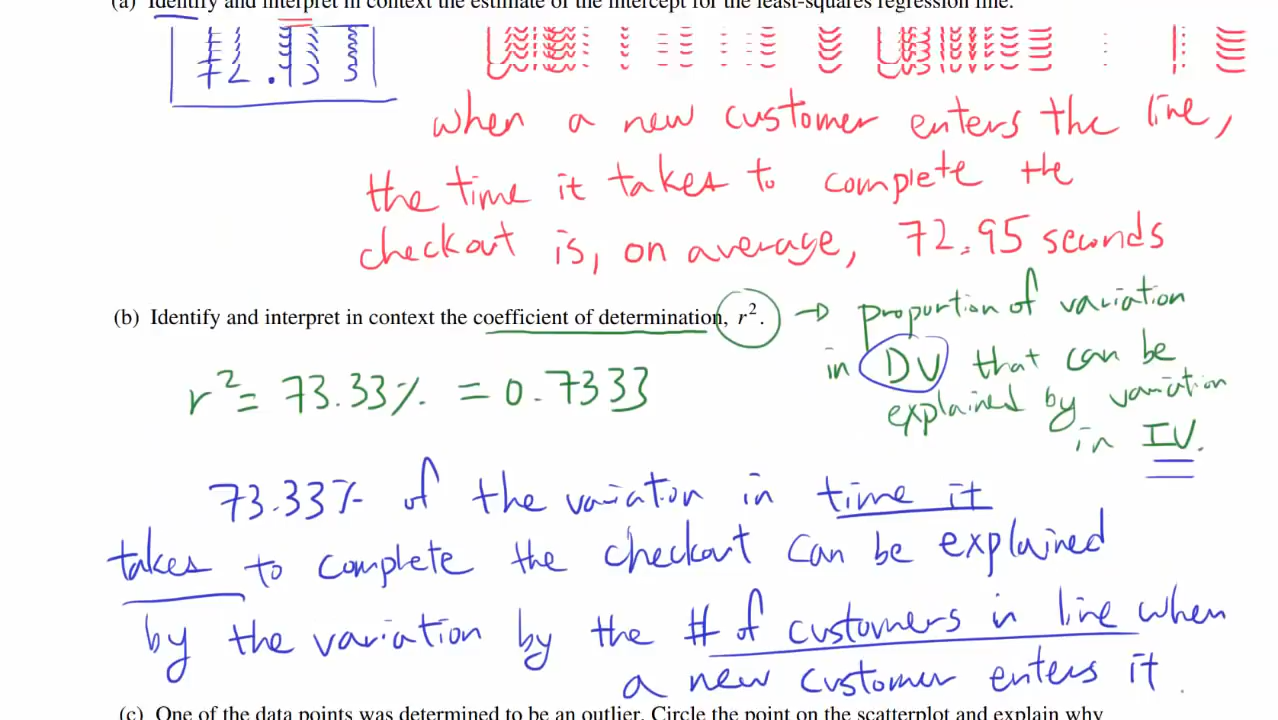 (a) Identify and interpret in context the estimate of the intercept for the least-squares regression line.
when a new customer enters the line,
the time it takes to complete the
checkout is, on average, 72.95 seconds
(b) Identify and interpret in context the coefficient of determination, r². → proportion of variation
in DV that can be
explained by variation
in IV.
r² = 73.33% = 0.7333
73.33% of the variation in time it
takes to complete the checkout can be explained
by the variation by the # of customers in line when
a new customer enters it.
(c) One of the data points was determined to be an outlier. Circle the point on the scatterplot and explain why